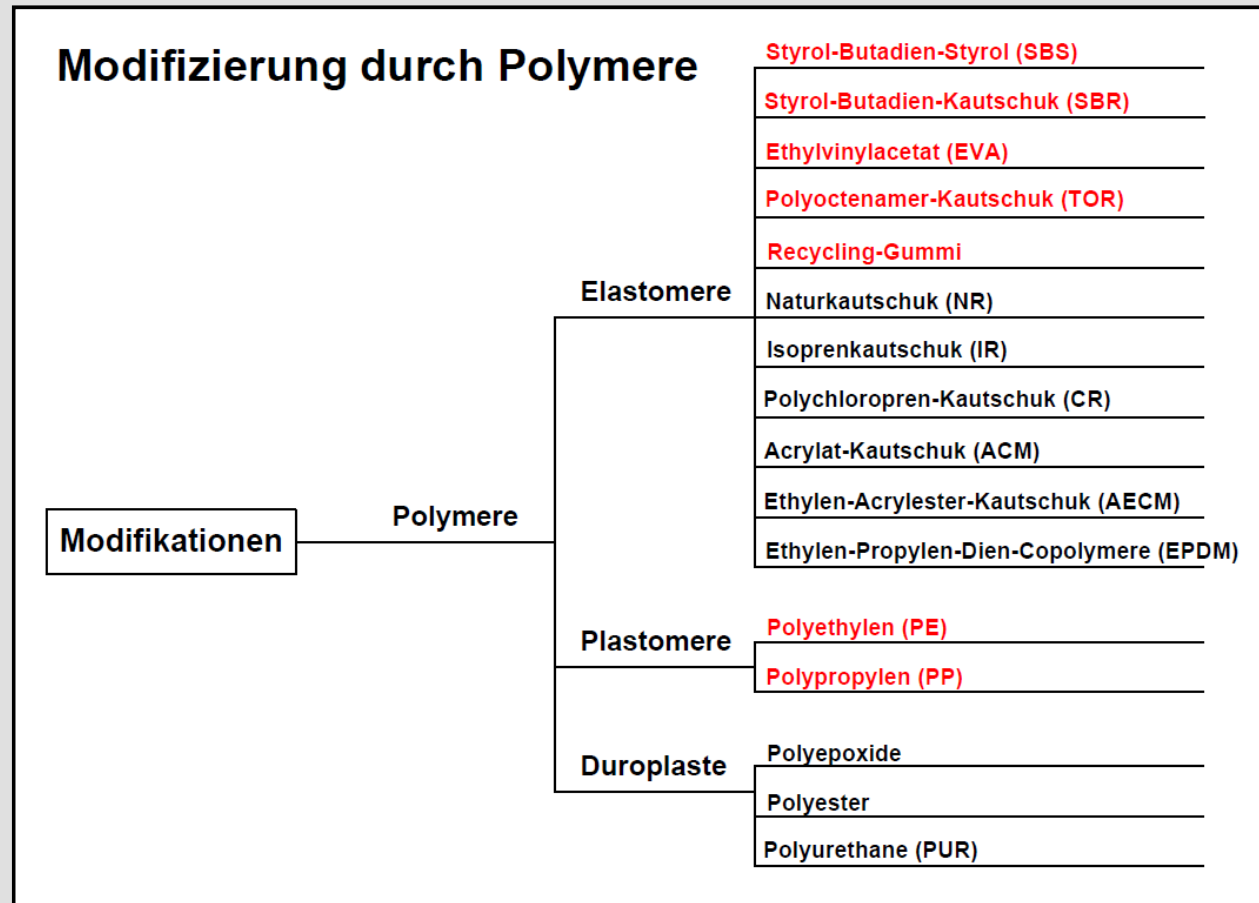 Modifizierung durch Polymere
Styrol-Butadien-Styrol (SBS)
Styrol-Butadien-Kautschuk (SBR)
Ethylvinylacetat (EVA)
Polyoctenamer-Kautschuk (TOR)
Recycling-Gummi
Elastomere
Naturkautschuk (NR)
Isoprenkautschuk (IR)
Polychloropren-Kautschuk (CR)
Acrylat-Kautschuk (ACM)
Ethylen-Acrylester-Kautschuk (AECM)
Polymere
Modifikationen
Ethylen-Propylen-Dien-Copolymere (EPDM)
Plastomere
Polyethylen (PE)
Polypropylen (PP)
Duroplaste
Polyepoxide
Polyester
Polyurethane (PUR)